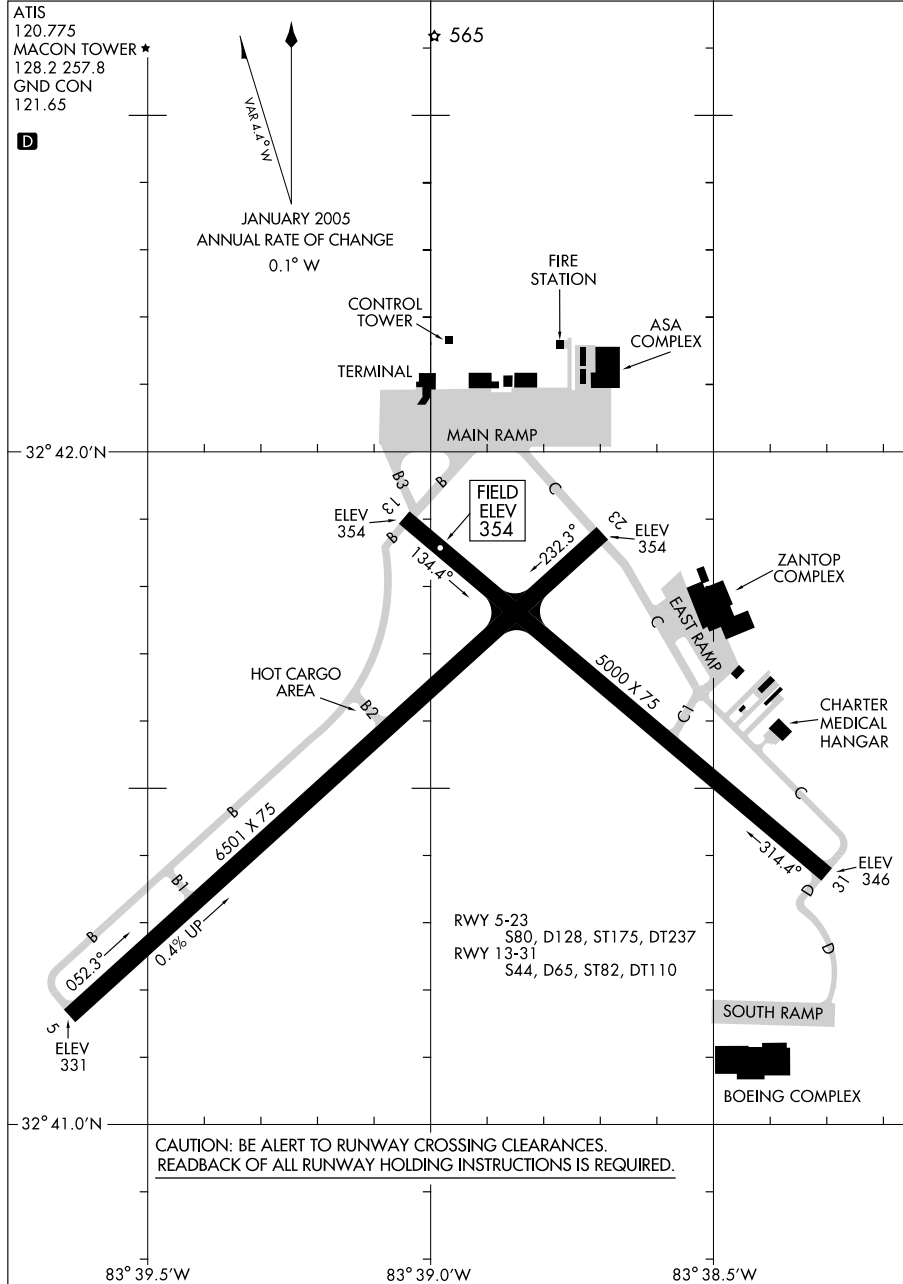 ATIS
120.775
MACON TOWER
128.2 257.8
GND CON
121.65
D
565
VAR 4.4° W
JANUARY 2005
ANNUAL RATE OF CHANGE
0.1° W
FIRE
STATION
CONTROL
TOWER
ASA
COMPLEX
TERMINAL
MAIN RAMP
32° 42.0'N
B3
B
C
13
FIELD
ELEV
354
ELEV
354
23
ELEV
354
B
134.4°
232.3°
ZANTOP
COMPLEX
EAST RAMP
C
5000 X 75
HOT CARGO
AREA
B2
C1
CHARTER
MEDICAL
HANGAR
C
B
6501 X 75
314.4°
ELEV
346
31
D
B1
0.4% UP
RWY 5-23
S80, D128, ST175, DT237
RWY 13-31
S44, D65, ST82, DT110
B
052.3°
D
5
ELEV
331
SOUTH RAMP
BOEING COMPLEX
32° 41.0'N
CAUTION: BE ALERT TO RUNWAY CROSSING CLEARANCES.
READBACK OF ALL RUNWAY HOLDING INSTRUCTIONS IS REQUIRED.
83° 39.5'W
83° 39.0'W
83° 38.5'W